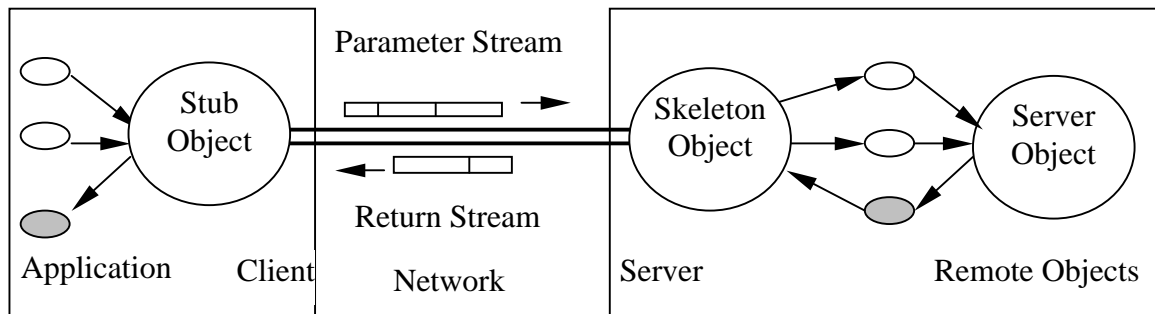 Parameter Stream
Stub
Object
Skeleton
Object
Server
Object
Return Stream
Application
Client
Network
Server
Remote Objects